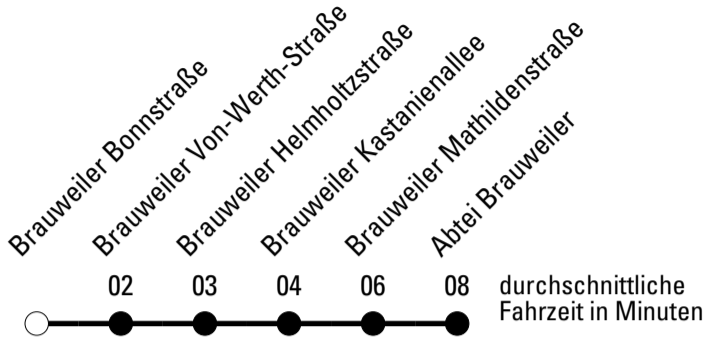 Brauweiler Bonnstraße
Brauweiler Von-Werth-Straße
Brauweiler Helmholtzstraße
Brauweiler Kastanienallee
Brauweiler Mathildenstraße
Abtei Brauweiler
02 03 04 06 08
durchschnittliche
Fahrzeit in Minuten